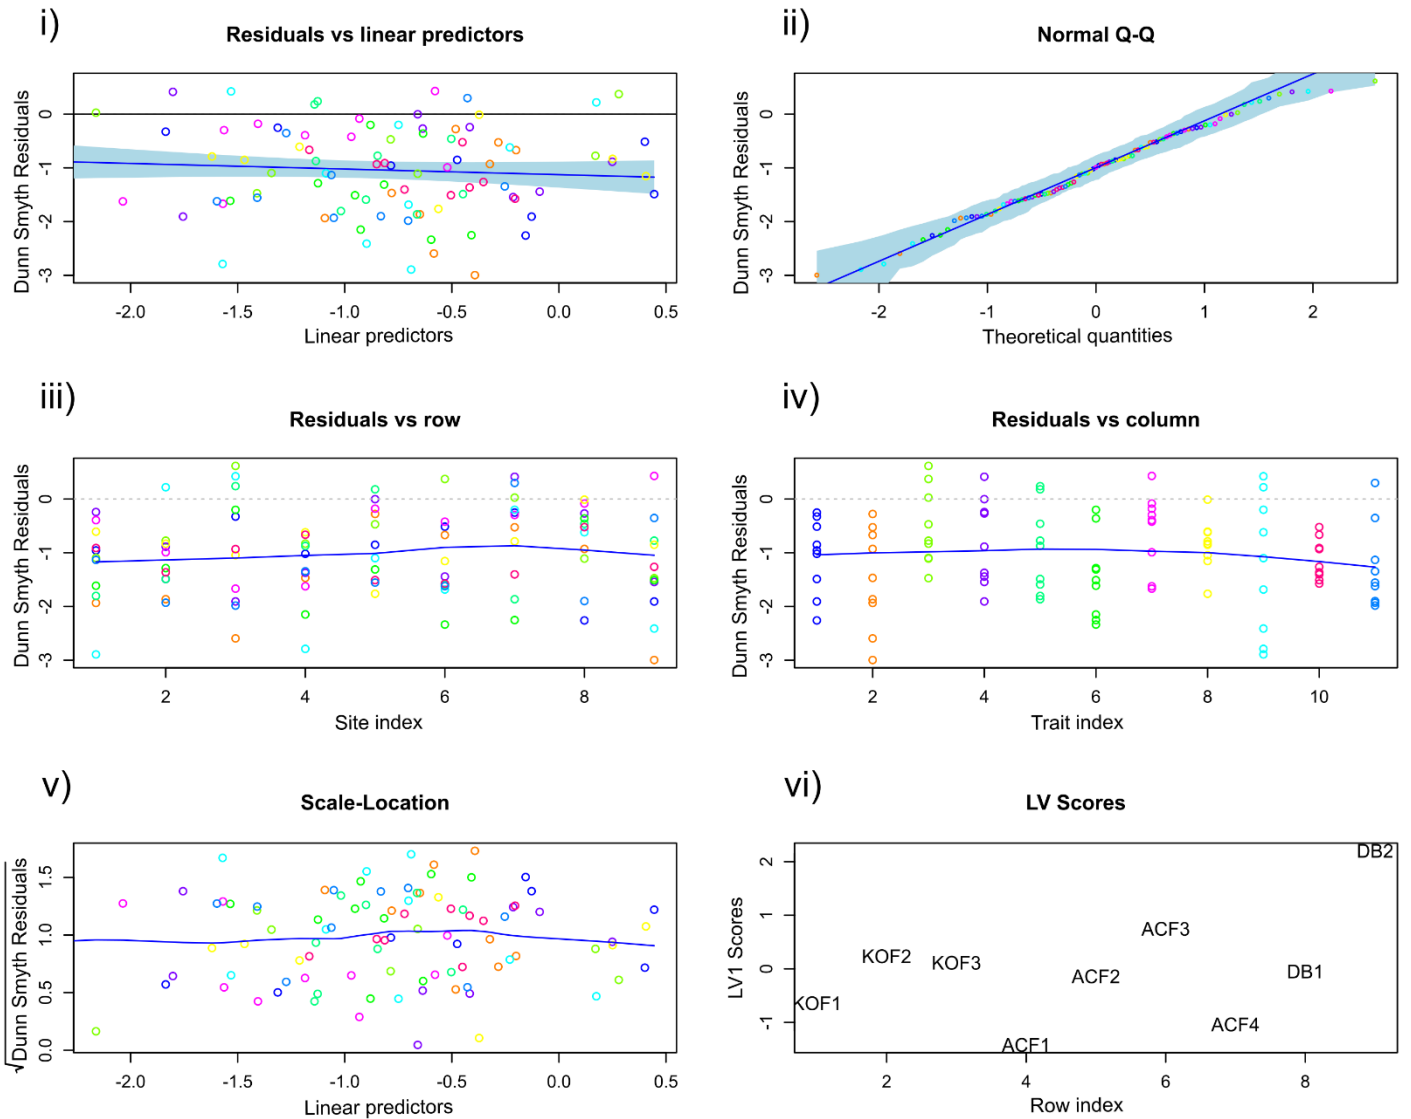 i)
Residuals vs linear predictors
Dunn Smyth Residuals
0
-1
-2
-3
-2.0 -1.5 -1.0 -0.5 0.0 0.5
Linear predictors
ii)
Normal Q-Q
Dunn Smyth Residuals
0
-1
-2
-3
-2 -1 0 1 2
Theoretical quantities
iii)
Residuals vs row
Dunn Smyth Residuals
0
-1
-2
-3
2 4 6 8
Site index
iv)
Residuals vs column
Dunn Smyth Residuals
0
-1
-2
-3
2 4 6 8 10
Trait index
v)
Scale-Location
√Dunn Smyth Residuals
1.5
1.0
0.5
0.0
-2.0 -1.5 -1.0 -0.5 0.0 0.5
Linear predictors
vi)
LV Scores
LV1 Scores
2
1
0
-1
DB2
ACF3
KOF2
KOF3
DB1
ACF2
KOF1
ACF4
ACF1
2 4 6 8
Row index